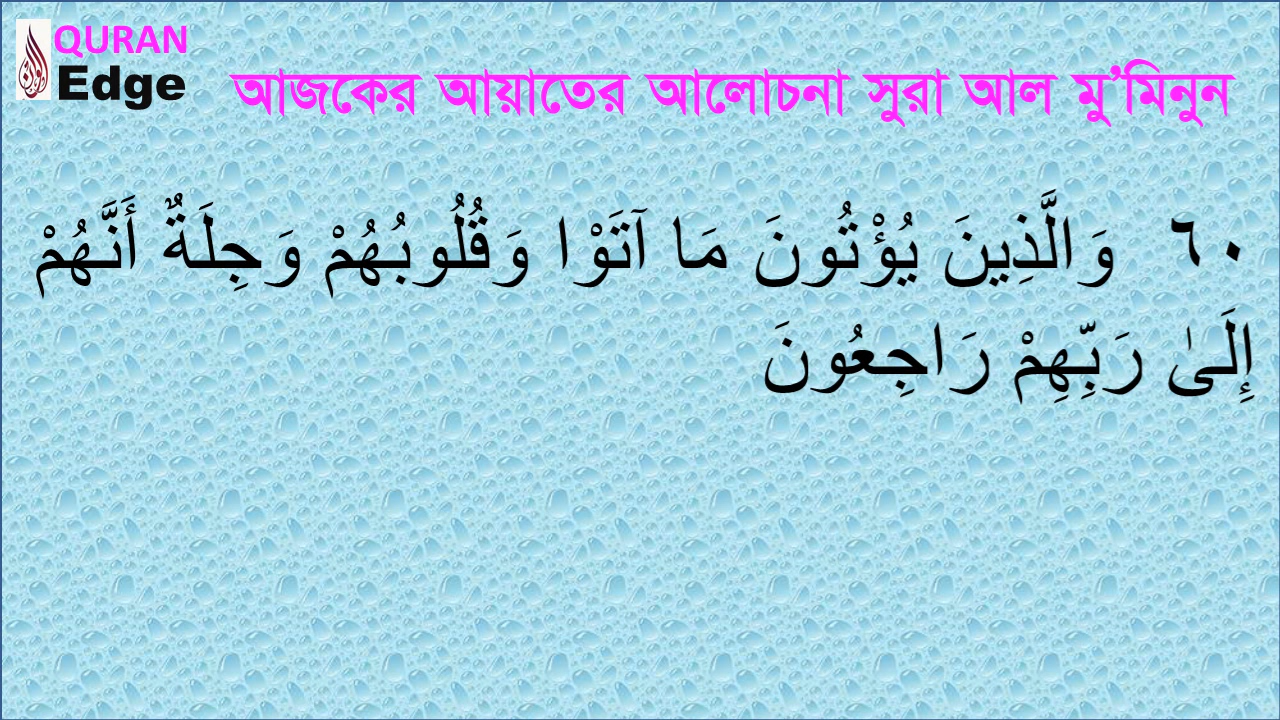 QURAN
Edge
আজকের আয়াতের আলোচনা সুরা আল মু’মিনুন
٦٠ وَالَّذِينَ يُؤْتُونَ مَا آتَوْا وَقُلُوبُهُمْ وَجِلَةٌ أَنَّهُمْ
إِلَىٰ رَبِّهِمْ رَاجِعُونَ